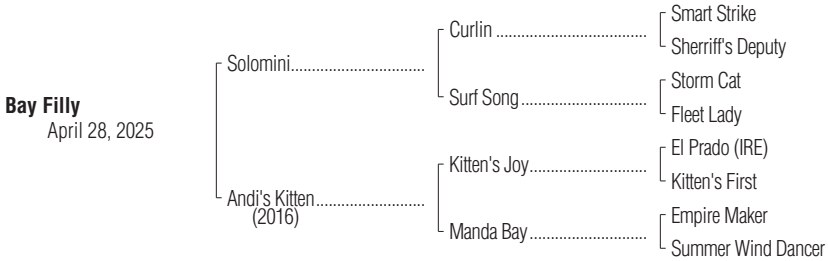 Smart Strike
Curlin ....................................
Sherriff's Deputy
Solomini................................
Storm Cat
Surf Song..............................
Fleet Lady
Bay Filly
April 28, 2025
El Prado (IRE)
Kitten's Joy............................
Kitten's First
Andi's Kitten..........................
(2016)
Empire Maker
Manda Bay............................
Summer Wind Dancer